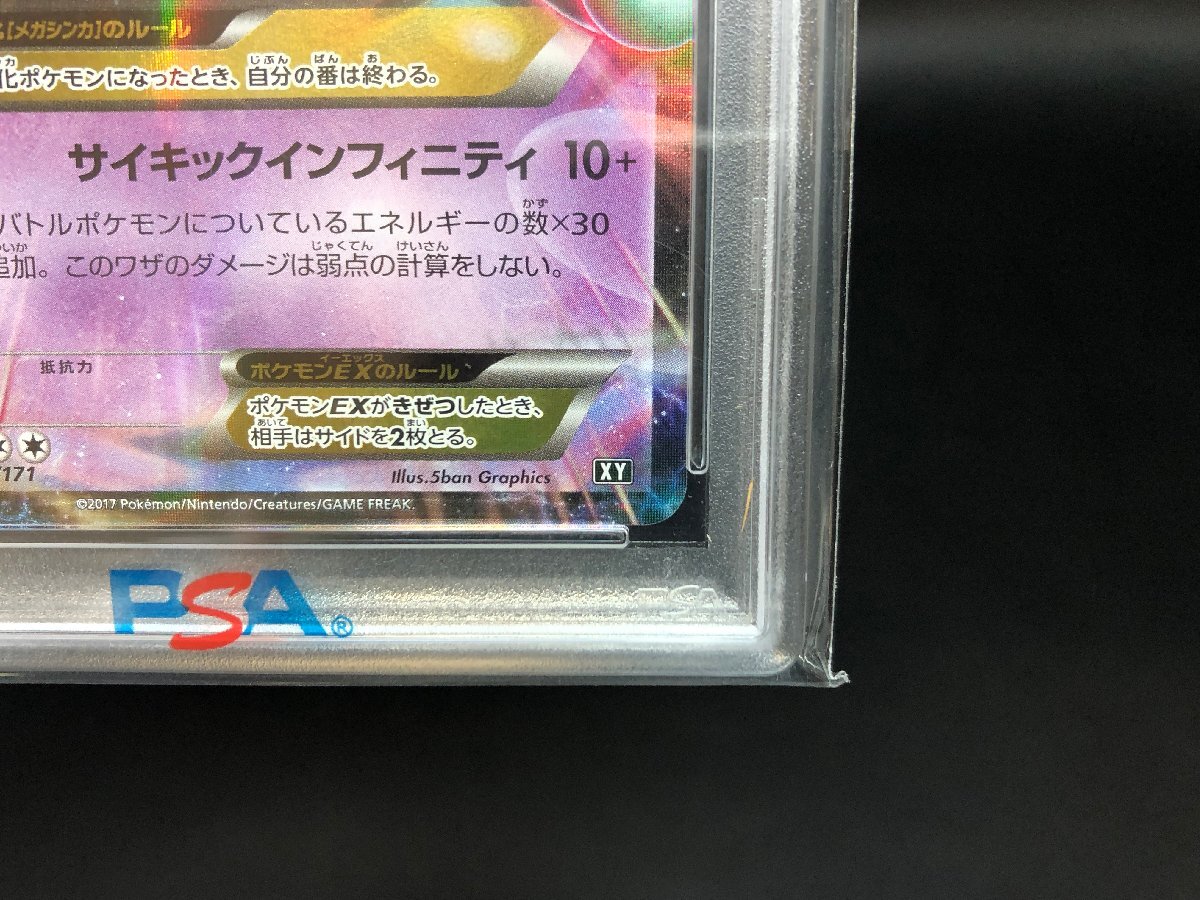 [メガシンカ]のルール
化ポケモンになったとき、自分の番は終わる。
サイキックインフィニティ 10+
バトルポケモンについているエネルギーの数×30
追加。このワザのダメージは弱点の計算をしない。
抵抗力
ポケモンEXのルール
ポケモンEXがきぜつしたとき、
相手はサイドを2枚とる。
/171
Illus.5ban Graphics
XY
©2017 Pokémon/Nintendo/Creatures/GAME FREAK.
PSA®
PSA